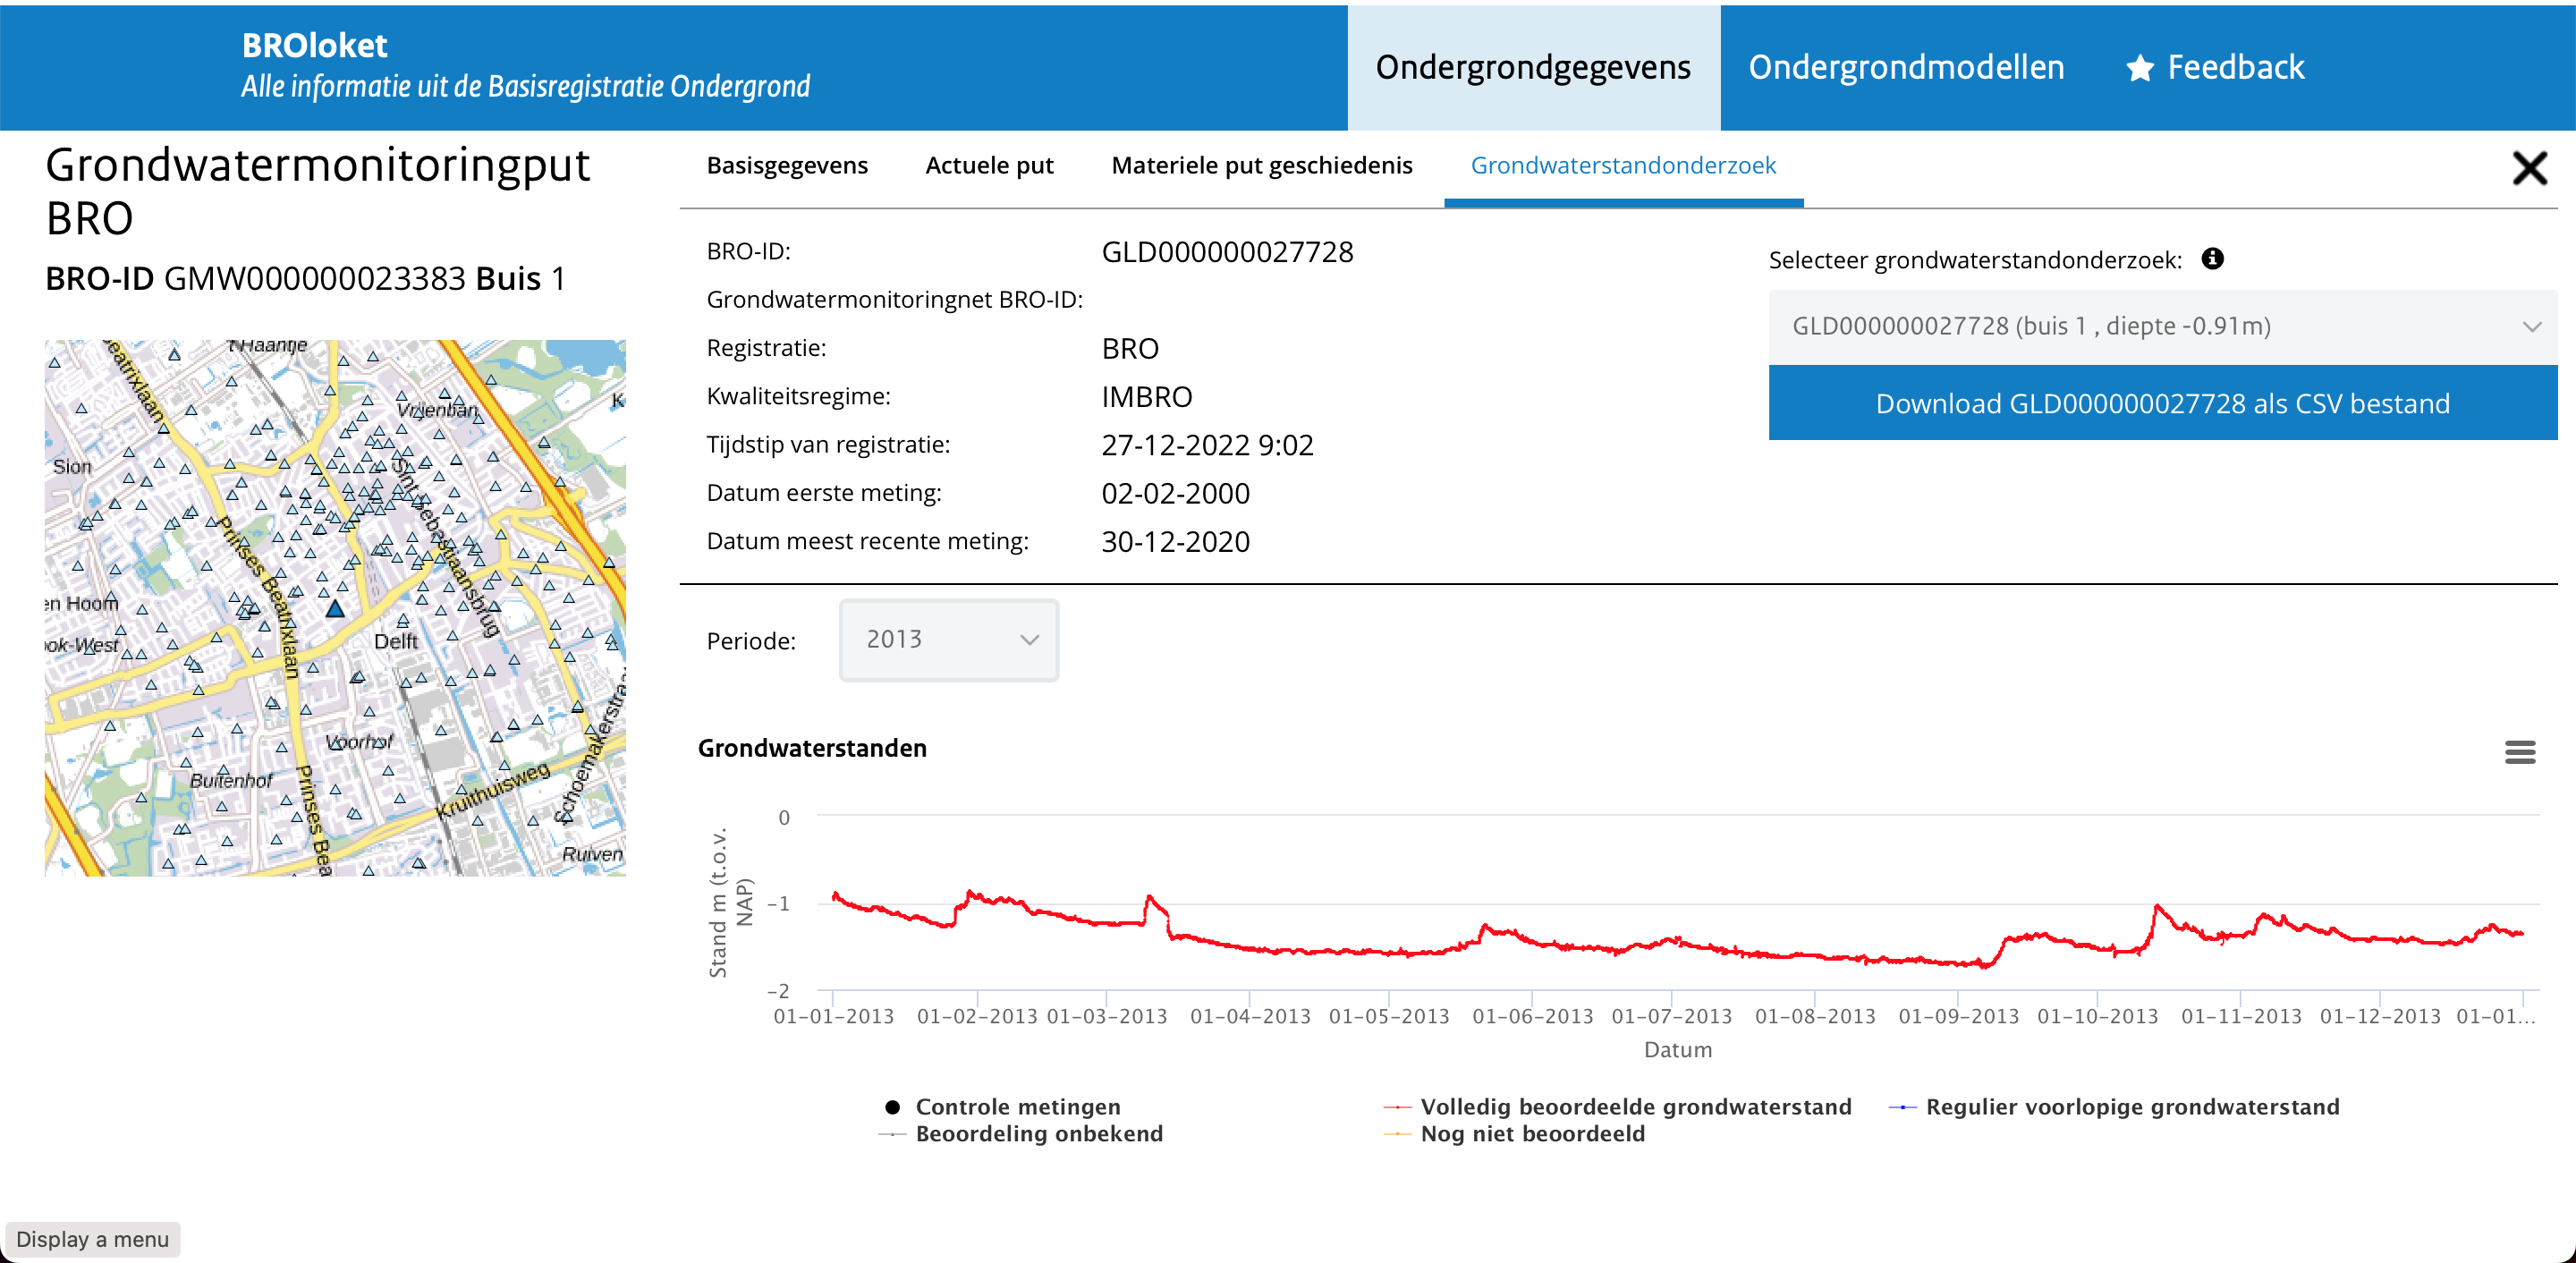 BROloket
Alle informatie uit de Basisregistratie Ondergrond
Ondergrondgegevens
Ondergrondmodellen
Feedback
Grondwatermonitoringput
BRO
BRO-ID GMW000000023383 Buis 1
't Haantje
Beatrixlaan
Vrijenban
K
Sion
Sint Sebastiaansbrug
Prinses Beatrixlaan
en Hoorn
ook-West
Delft
Voorhof
Buitenhof
Prinses Bea
Kruithuisweg
Schoemakerstraa
Ruiven
Basisgegevens
Actuele put
Materiele put geschiedenis
Grondwaterstandonderzoek
BRO-ID: GLD000000027728
Grondwatermonitoringnet BRO-ID:
Registratie: BRO
Kwaliteitsregime: IMBRO
Tijdstip van registratie: 27-12-2022 9:02
Datum eerste meting: 02-02-2000
Datum meest recente meting: 30-12-2020
Selecteer grondwaterstandonderzoek:
GLD000000027728 (buis 1 , diepte -0.91m)
Download GLD000000027728 als CSV bestand
Periode: 2013
Grondwaterstanden
Stand m (t.o.v.
NAP)
0
-1
-2
01-01-2013 01-02-2013 01-03-2013 01-04-2013 01-05-2013 01-06-2013 01-07-2013 01-08-2013 01-09-2013 01-10-2013 01-11-2013 01-12-2013 01-01...
Datum
Controle metingen
Volledig beoordeelde grondwaterstand
Regulier voorlopige grondwaterstand
Beoordeling onbekend
Nog niet beoordeeld
Display a menu